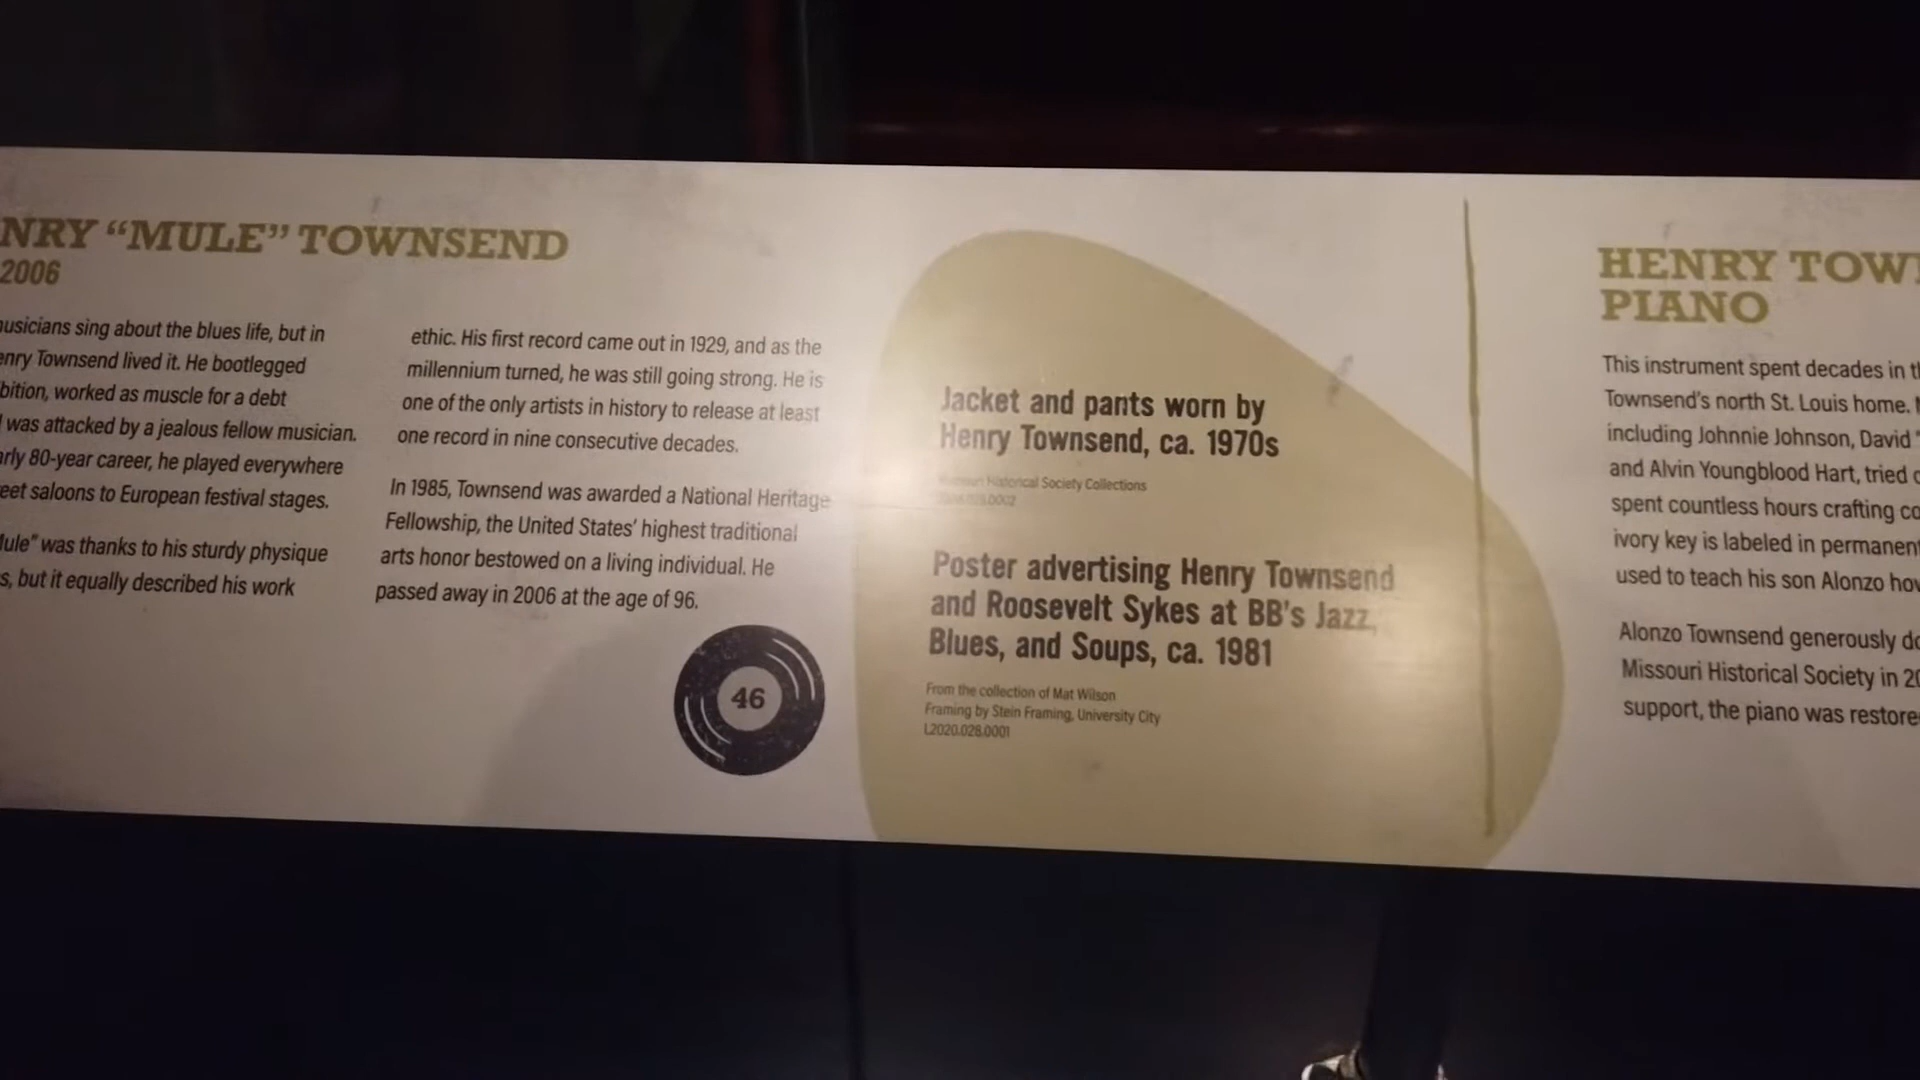 NRY “MULE” TOWNSEND
2006
musicians sing about the blues life, but in
enry Townsend lived it. He bootlegged
bition, worked as muscle for a debt
was attacked by a jealous fellow musician.
arly 80-year career, he played everywhere
eet saloons to European festival stages.
Mule” was thanks to his sturdy physique
s, but it equally described his work
ethic. His first record came out in 1929, and as the
millennium turned, he was still going strong. He is
one of the only artists in history to release at least
one record in nine consecutive decades.
In 1985, Townsend was awarded a National Heritage
Fellowship, the United States’ highest traditional
arts honor bestowed on a living individual. He
passed away in 2006 at the age of 96.
46
Jacket and pants worn by
Henry Townsend, ca. 1970s
Missouri Historical Society Collections
Poster advertising Henry Townsend
and Roosevelt Sykes at BB’s Jazz,
Blues, and Soups, ca. 1981
From the collection of Mat Wilson
Framing by Stein Framing, University City
L2020.028.0001
HENRY TOW
PIANO
This instrument spent decades in
Townsend’s north St. Louis home.
including Johnnie Johnson, David
and Alvin Youngblood Hart, tried
spent countless hours crafting
ivory key is labeled in permanent
used to teach his son Alonzo
Alonzo Townsend generously
Missouri Historical Society in
support, the piano was restore